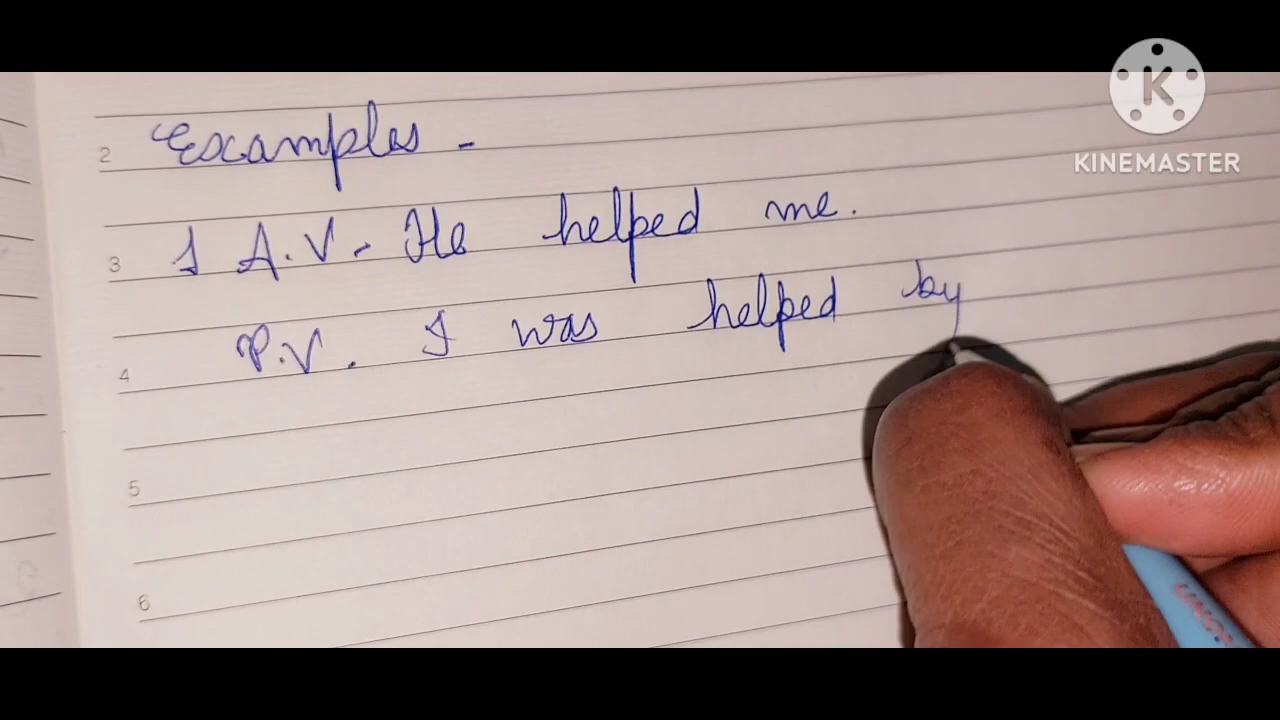 Examples -
1 A.V- He helped me.
P.V. I was helped by
2
3
4
5
6
K
KINEMASTER